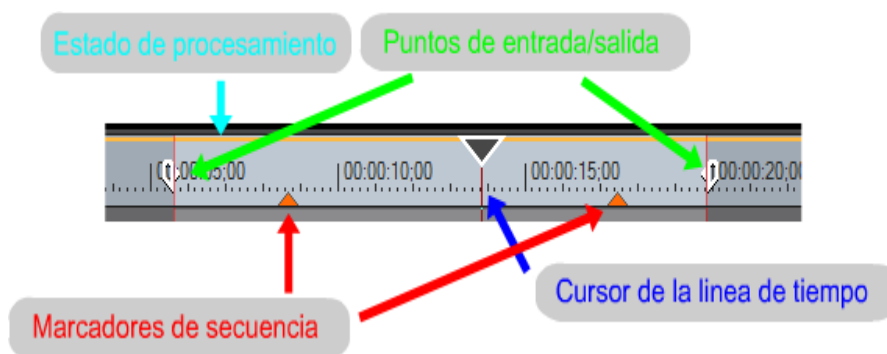 Estado de procesamiento
Puntos de entrada/salida
00:00:05;00 00:00:10;00 00:00:15;00 00:00:20;00
Cursor de la linea de tiempo
Marcadores de secuencia